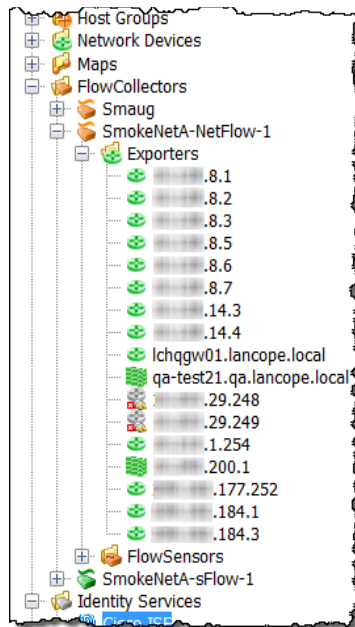 Host Groups
Network Devices
Maps
FlowCollectors
Smaug
SmokeNetA-NetFlow-1
Exporters
.8.1
.8.2
.8.3
.8.5
.8.6
.8.7
.14.3
.14.4
lchqgw01.lancope.local
qa-test21.qa.lancope.local
.29.248
.29.249
.1.254
.200.1
.177.252
.184.1
.184.3
FlowSensors
SmokeNetA-sFlow-1
Identity Services
Cisco ISE